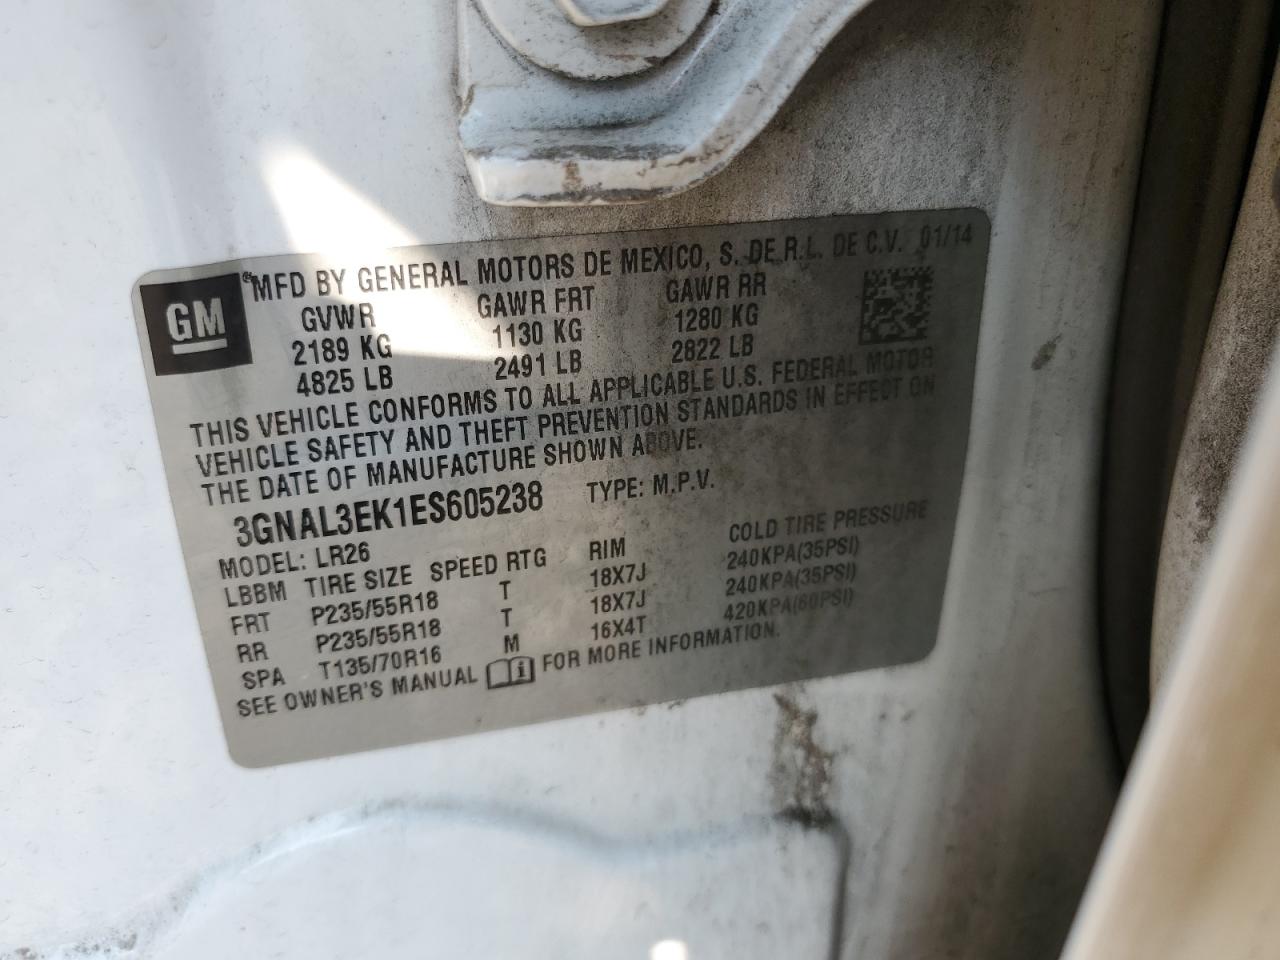 GM
MFD BY GENERAL MOTORS DE MEXICO, S. DE R.L. DE C.V. 01/14
GVWR GAWR FRT GAWR RR
2189 KG 1130 KG 1280 KG
4825 LB 2491 LB 2822 LB
THIS VEHICLE CONFORMS TO ALL APPLICABLE U.S. FEDERAL MOTOR
VEHICLE SAFETY AND THEFT PREVENTION STANDARDS IN EFFECT ON
THE DATE OF MANUFACTURE SHOWN ABOVE.
3GNAL3EK1ES605238 TYPE: M.P.V.
MODEL: LR26
LBBM TIRE SIZE SPEED RTG RIM COLD TIRE PRESSURE
FRT P235/55R18 T 18X7J 240KPA(35PSI)
RR P235/55R18 T 18X7J 240KPA(35PSI)
SPA T135/70R16 M 16X4T 420KPA(60PSI)
SEE OWNER'S MANUAL FOR MORE INFORMATION.